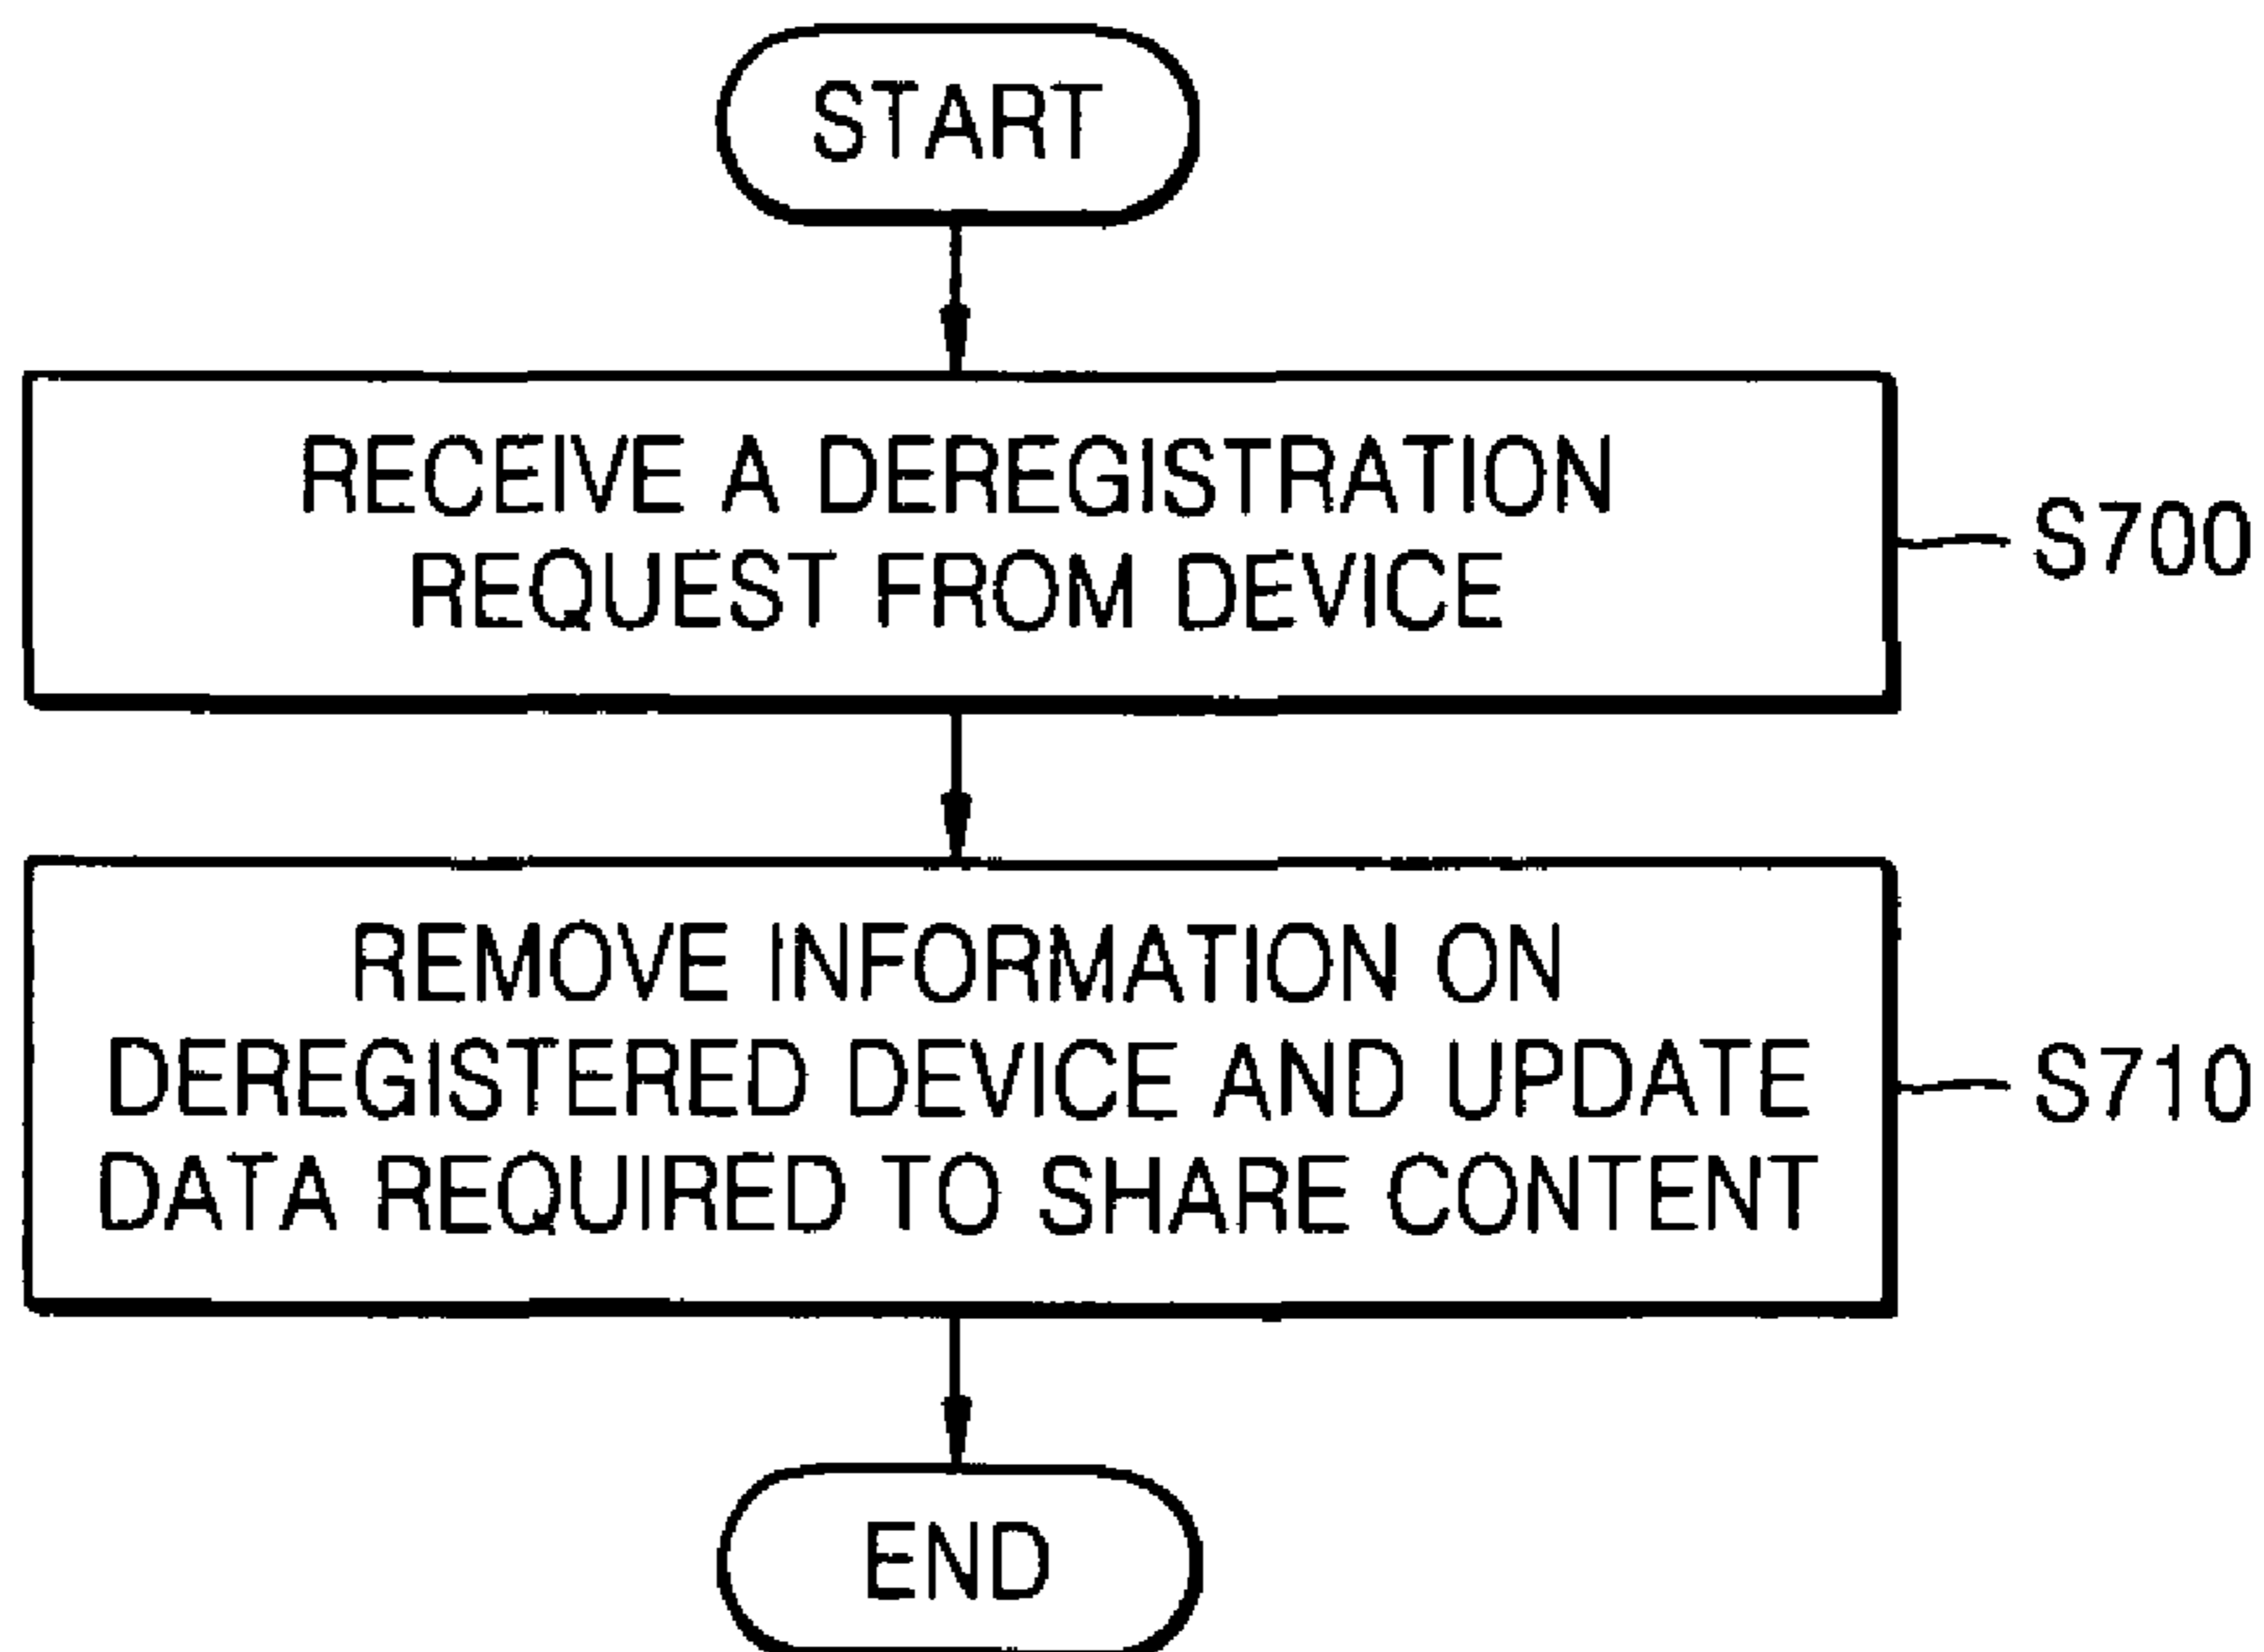 START
RECEIVE A DEREGISTRATION
REQUEST FROM DEVICE
S700
REMOVE INFORMATION ON
DEREGISTERED DEVICE AND UPDATE
DATA REQUIRED TO SHARE CONTENT
S710
END